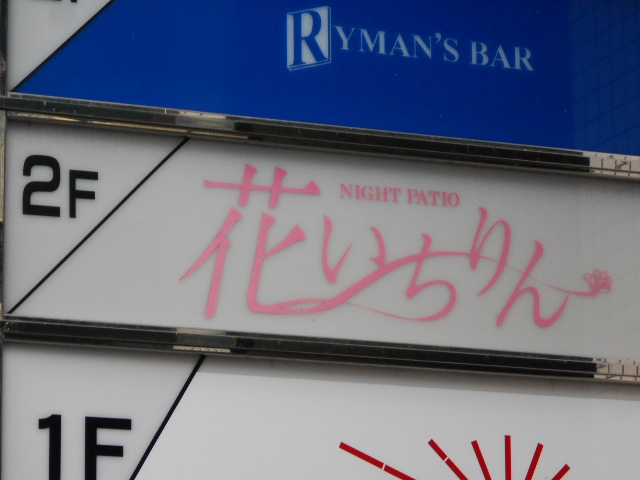 RYMAN'S BAR
2F
NIGHT PATIO
花いちりん
1F